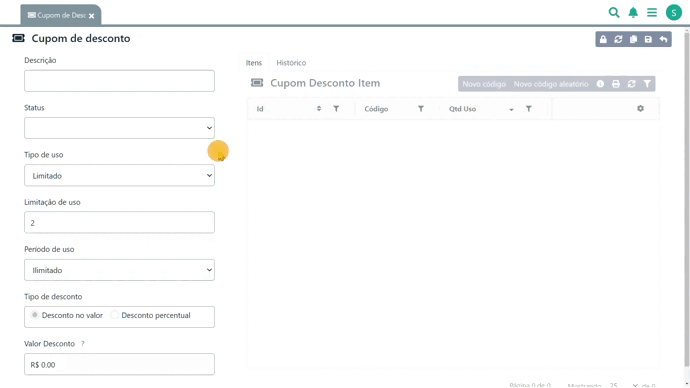 Cupom de Desc
S
Cupom de desconto
Descrição
Status
Tipo de uso
Limitado
Limitação de uso
2
Período de uso
Ilimitado
Tipo de desconto
Desconto no valor Desconto percentual
Valor Desconto ?
R$ 0.00
Itens Histórico
Cupom Desconto Item
Novo código Novo código aleatório
Id Código Qtd Uso
Página 0 de 0 Mostrando 25 de 0